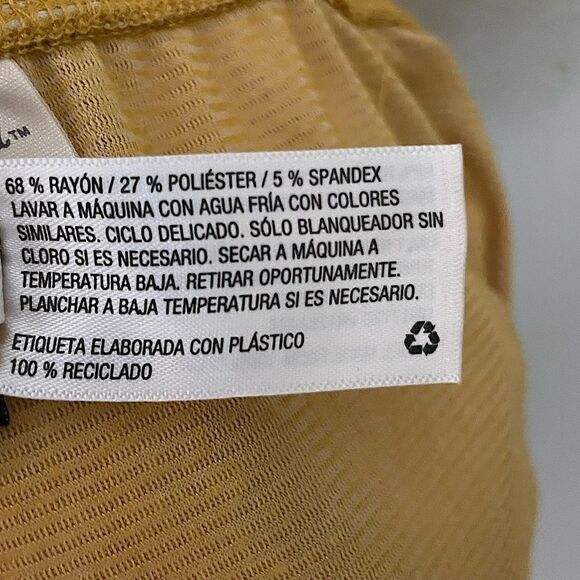 68 % RAYÓN / 27 % POLIÉSTER / 5 % SPANDEX
LAVAR A MÁQUINA CON AGUA FRÍA CON COLORES
SIMILARES. CICLO DELICADO. SÓLO BLANQUEADOR SIN
CLORO SI ES NECESARIO. SECAR A MÁQUINA A
TEMPERATURA BAJA. RETIRAR OPORTUNAMENTE.
PLANCHAR A BAJA TEMPERATURA SI ES NECESARIO.
ETIQUETA ELABORADA CON PLÁSTICO
100 % RECICLADO